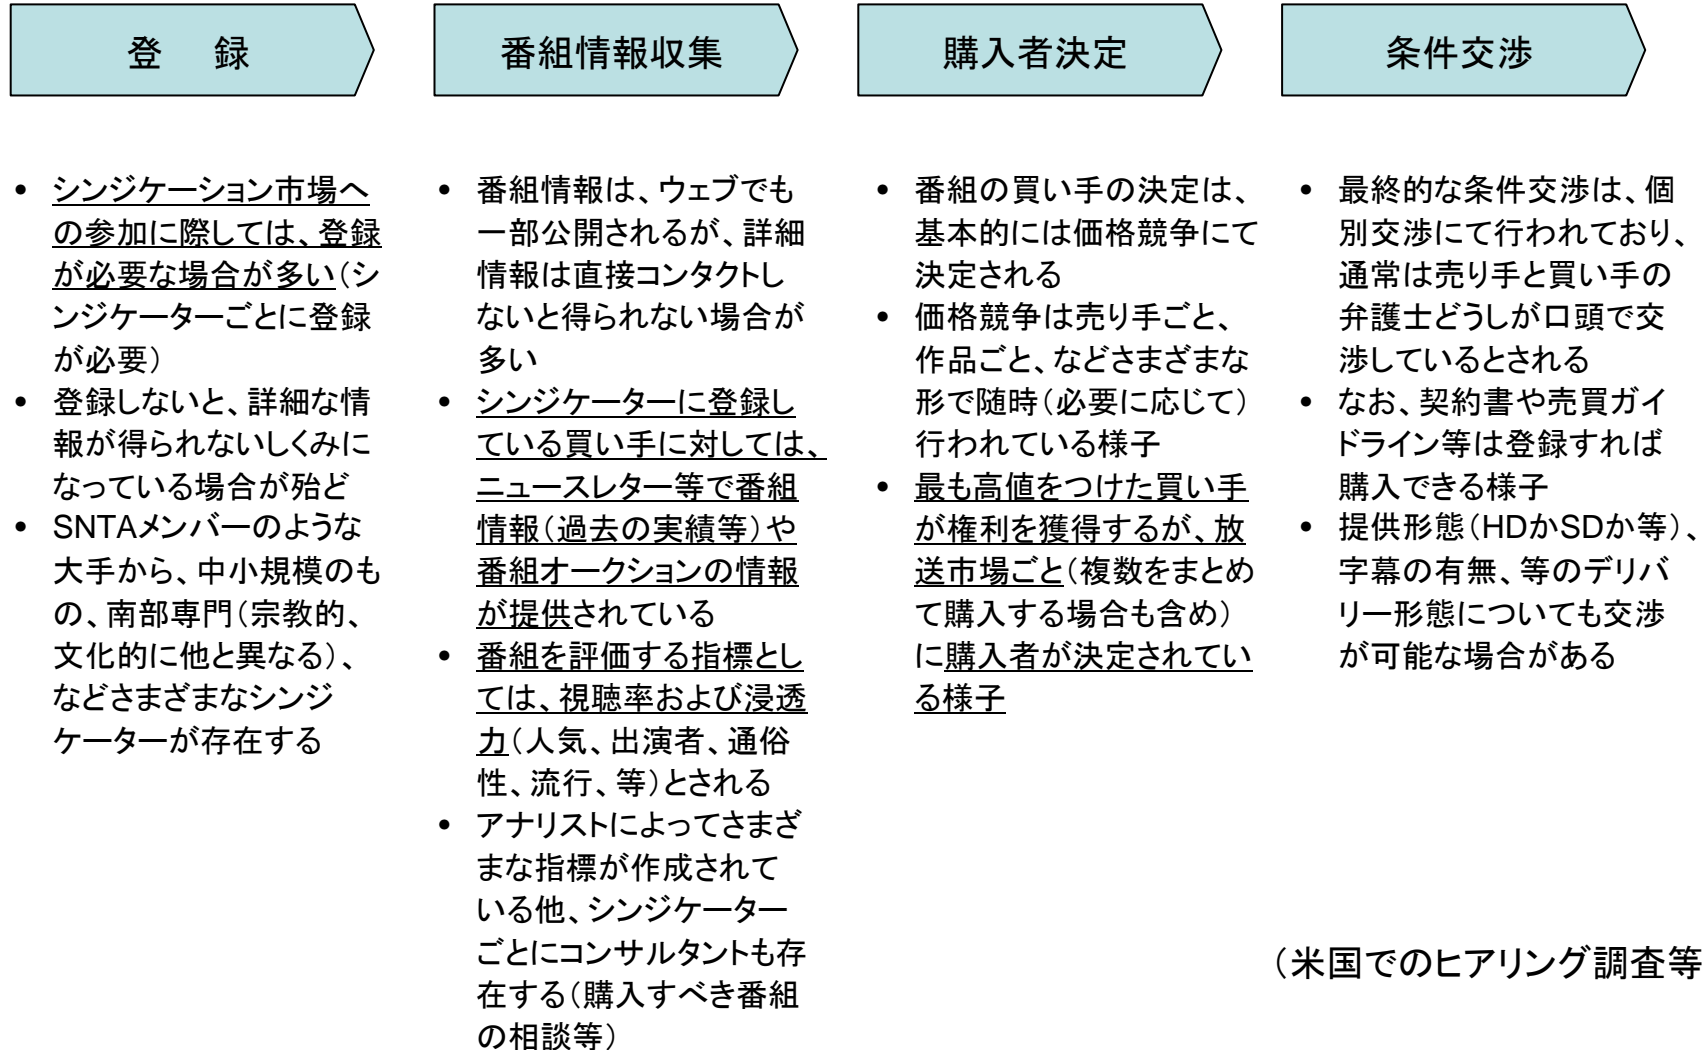 登　録
番組情報収集
購入者決定
条件交渉
• シンジケーション市場へ
の参加に際しては、登録
が必要な場合が多い（シ
ンジケーターごとに登録
が必要）
• 登録しないと、詳細な情
報が得られないしくみに
なっている場合が殆ど
• SNTAメンバーのような
大手から、中小規模のも
の、南部専門（宗教的、
文化的に他と異なる）、
などさまざまなシンジ
ケーターが存在する
• 番組情報は、ウェブでも
一部公開されるが、詳細
情報は直接コンタクトし
ないと得られない場合が
多い
• シンジケーターに登録し
ている買い手に対しては、
ニュースレター等で番組
情報（過去の実績等）や
番組オークションの情報
が提供されている
• 番組を評価する指標とし
ては、視聴率および浸透
力（人気、出演者、通俗
性、流行、等）とされる
• アナリストによってさまざ
まな指標が作成されて
いる他、シンジケーター
ごとにコンサルタントも存
在する（購入すべき番組
の相談等）
• 番組の買い手の決定は、
基本的には価格競争にて
決定される
• 価格競争は売り手ごと、
作品ごと、などさまざまな
形で随時（必要に応じて）
行われている様子
• 最も高値をつけた買い手
が権利を獲得するが、放
送市場ごと（複数をまとめ
て購入する場合も含め）
に購入者が決定されてい
る様子
• 最終的な条件交渉は、個
別交渉にて行われており、
通常は売り手と買い手の
弁護士どうしが口頭で交
渉しているとされる
• なお、契約書や売買ガイ
ドライン等は登録すれば
購入できる様子
• 提供形態（HDかSDか等）、
字幕の有無、等のデリバ
リー形態についても交渉
が可能な場合がある
（米国でのヒアリング調査等